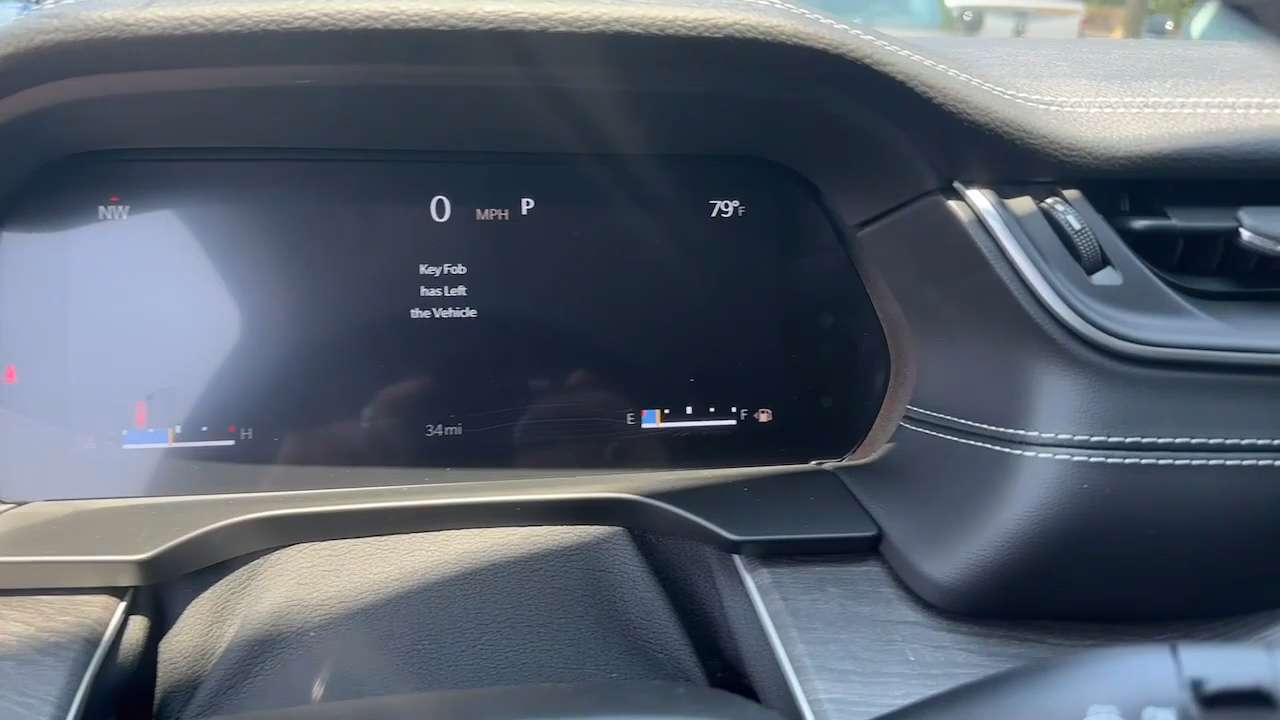 NW
0 MPH P
79°F
Key Fob
has Left
the Vehicle
H
34 mi
E F